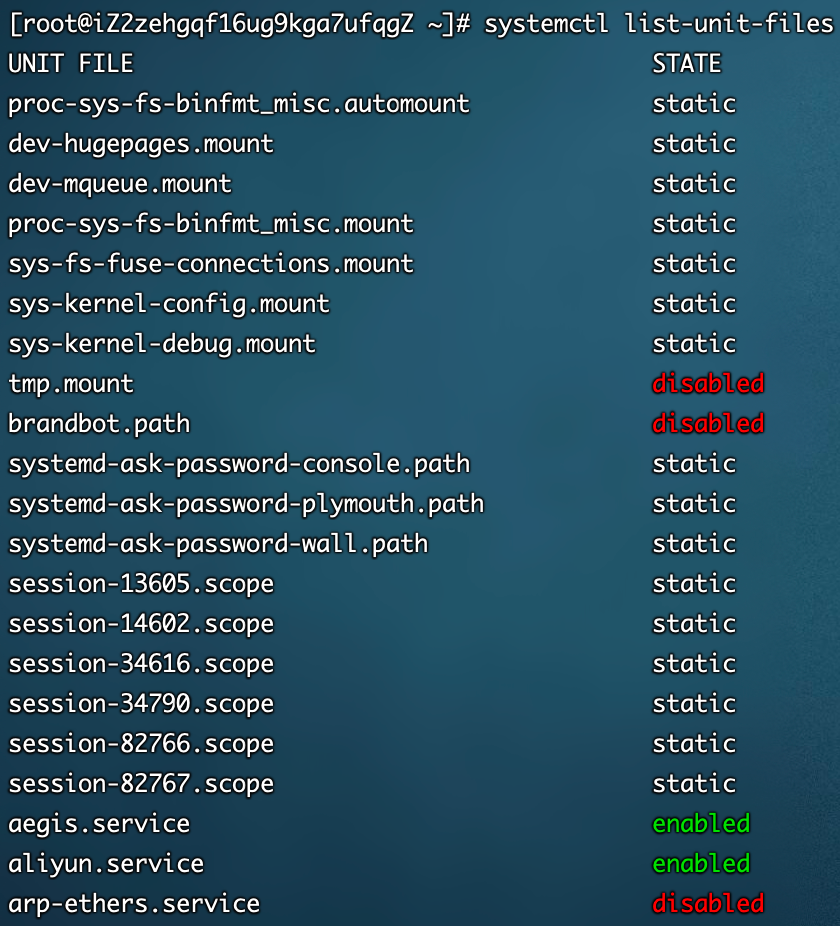 [root@iZ2zehgqf16ug9kga7ufqgZ ~]# systemctl list-unit-files
UNIT FILE STATE
proc-sys-fs-binfmt_misc.automount static
dev-hugepages.mount static
dev-mqueue.mount static
proc-sys-fs-binfmt_misc.mount static
sys-fs-fuse-connections.mount static
sys-kernel-config.mount static
sys-kernel-debug.mount static
tmp.mount disabled
brandbot.path disabled
systemd-ask-password-console.path static
systemd-ask-password-plymouth.path static
systemd-ask-password-wall.path static
session-13605.scope static
session-14602.scope static
session-34616.scope static
session-34790.scope static
session-82766.scope static
session-82767.scope static
aegis.service enabled
aliyun.service enabled
arp-ethers.service disabled